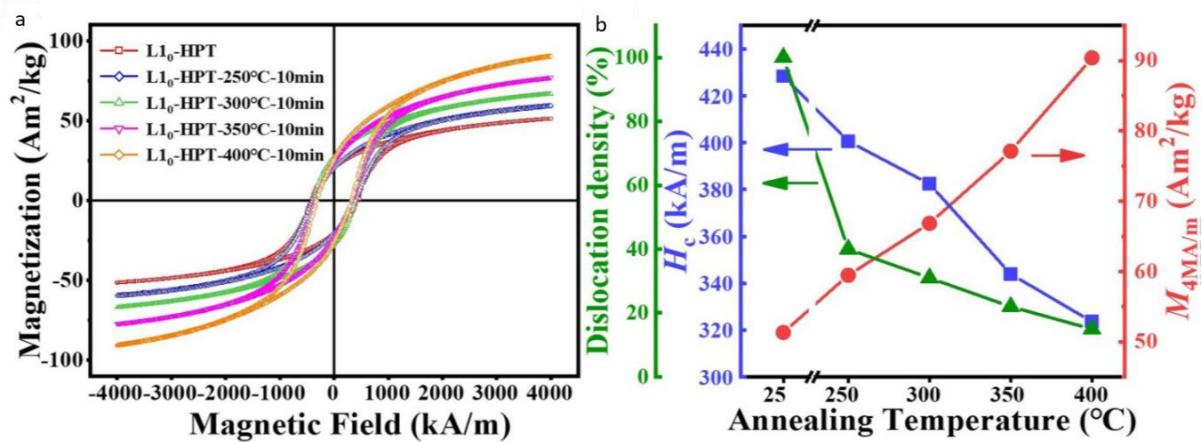 a
Magnetization (Am²/kg)
100
50
0
-50
-100
L1₀-HPT
L1₀-HPT-250°C-10min
L1₀-HPT-300°C-10min
L1₀-HPT-350°C-10min
L1₀-HPT-400°C-10min
-4000-3000-2000-1000 0 1000 2000 3000 4000
Magnetic Field (kA/m)
b
Dislocation density (%)
100
80
60
40
20
0
H_c (kA/m)
440
420
400
380
360
340
320
300
M_4MA/m (Am²/kg)
90
80
70
60
50
25 250 300 350 400
Annealing Temperature (°C)